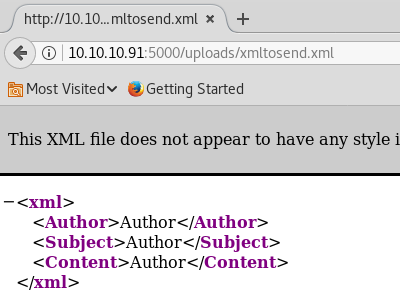 http://10.10...mltosend.xml ×
10.10.10.91:5000/uploads/xmltosend.xml
Most Visited Getting Started
This XML file does not appear to have any style i
−<xml>
<Author>Author</Author>
<Subject>Author</Subject>
<Content>Author</Content>
</xml>